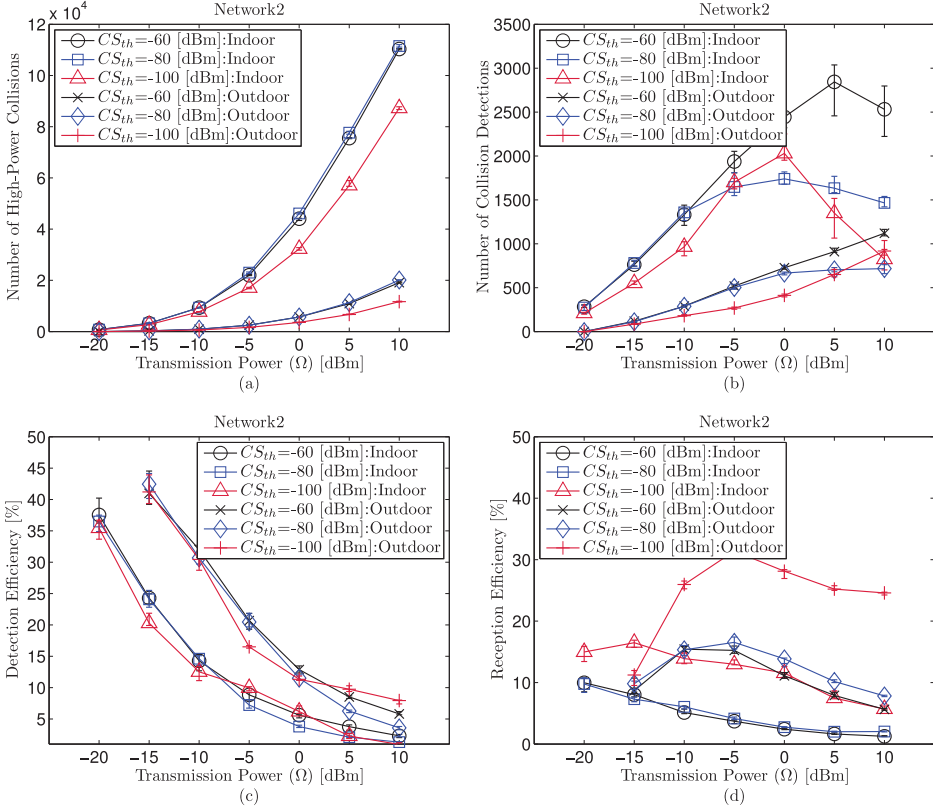 Network2
× 10⁴
12
10
8
6
4
2
0
Number of High-Power Collisions
CS_th=-60 [dBm]:Indoor
CS_th=-80 [dBm]:Indoor
CS_th=-100 [dBm]:Indoor
CS_th=-60 [dBm]:Outdoor
CS_th=-80 [dBm]:Outdoor
CS_th=-100 [dBm]:Outdoor
−20 −15 −10 −5 0 5 10
Transmission Power (Ω) [dBm]
(a)
Network2
3500
3000
2500
2000
1500
1000
500
0
Number of Collision Detections
CS_th=-60 [dBm]:Indoor
CS_th=-80 [dBm]:Indoor
CS_th=-100 [dBm]:Indoor
CS_th=-60 [dBm]:Outdoor
CS_th=-80 [dBm]:Outdoor
CS_th=-100 [dBm]:Outdoor
−20 −15 −10 −5 0 5 10
Transmission Power (Ω) [dBm]
(b)
Network2
50
45
40
35
30
25
20
15
10
5
Detection Efficiency [%]
CS_th=-60 [dBm]:Indoor
CS_th=-80 [dBm]:Indoor
CS_th=-100 [dBm]:Indoor
CS_th=-60 [dBm]:Outdoor
CS_th=-80 [dBm]:Outdoor
CS_th=-100 [dBm]:Outdoor
−20 −15 −10 −5 0 5 10
Transmission Power (Ω) [dBm]
(c)
Network2
50
40
30
20
10
0
Reception Efficiency [%]
CS_th=-60 [dBm]:Indoor
CS_th=-80 [dBm]:Indoor
CS_th=-100 [dBm]:Indoor
CS_th=-60 [dBm]:Outdoor
CS_th=-80 [dBm]:Outdoor
CS_th=-100 [dBm]:Outdoor
−20 −15 −10 −5 0 5 10
Transmission Power (Ω) [dBm]
(d)